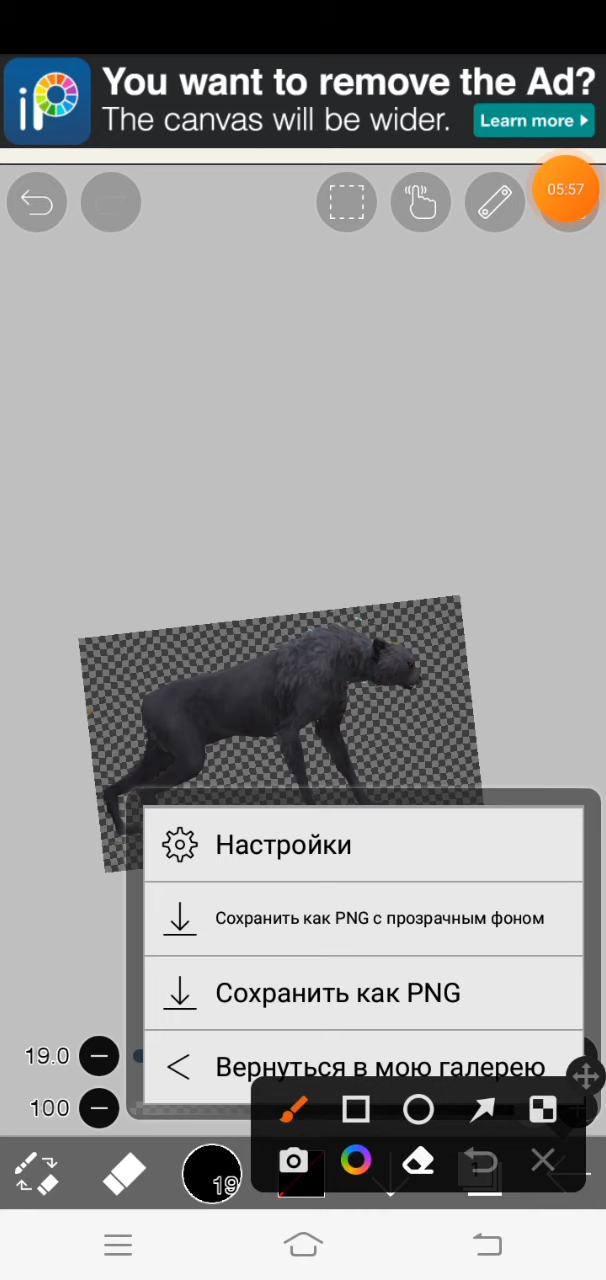 iP
You want to remove the Ad?
The canvas will be wider.
Learn more
05:57
Настройки
Сохранить как PNG с прозрачным фоном
Сохранить как PNG
Вернуться в мою галерею
19.0
100
19